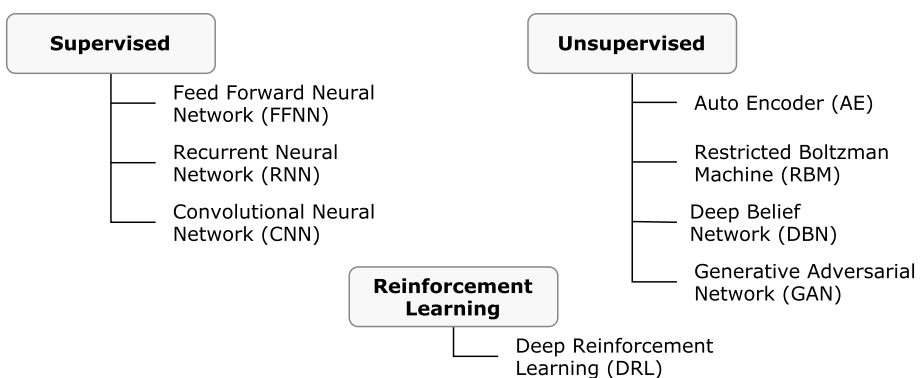 Supervised
Feed Forward Neural
Network (FFNN)
Recurrent Neural
Network (RNN)
Convolutional Neural
Network (CNN)
Unsupervised
Auto Encoder (AE)
Restricted Boltzman
Machine (RBM)
Deep Belief
Network (DBN)
Generative Adversarial
Network (GAN)
Reinforcement
Learning
Deep Reinforcement
Learning (DRL)